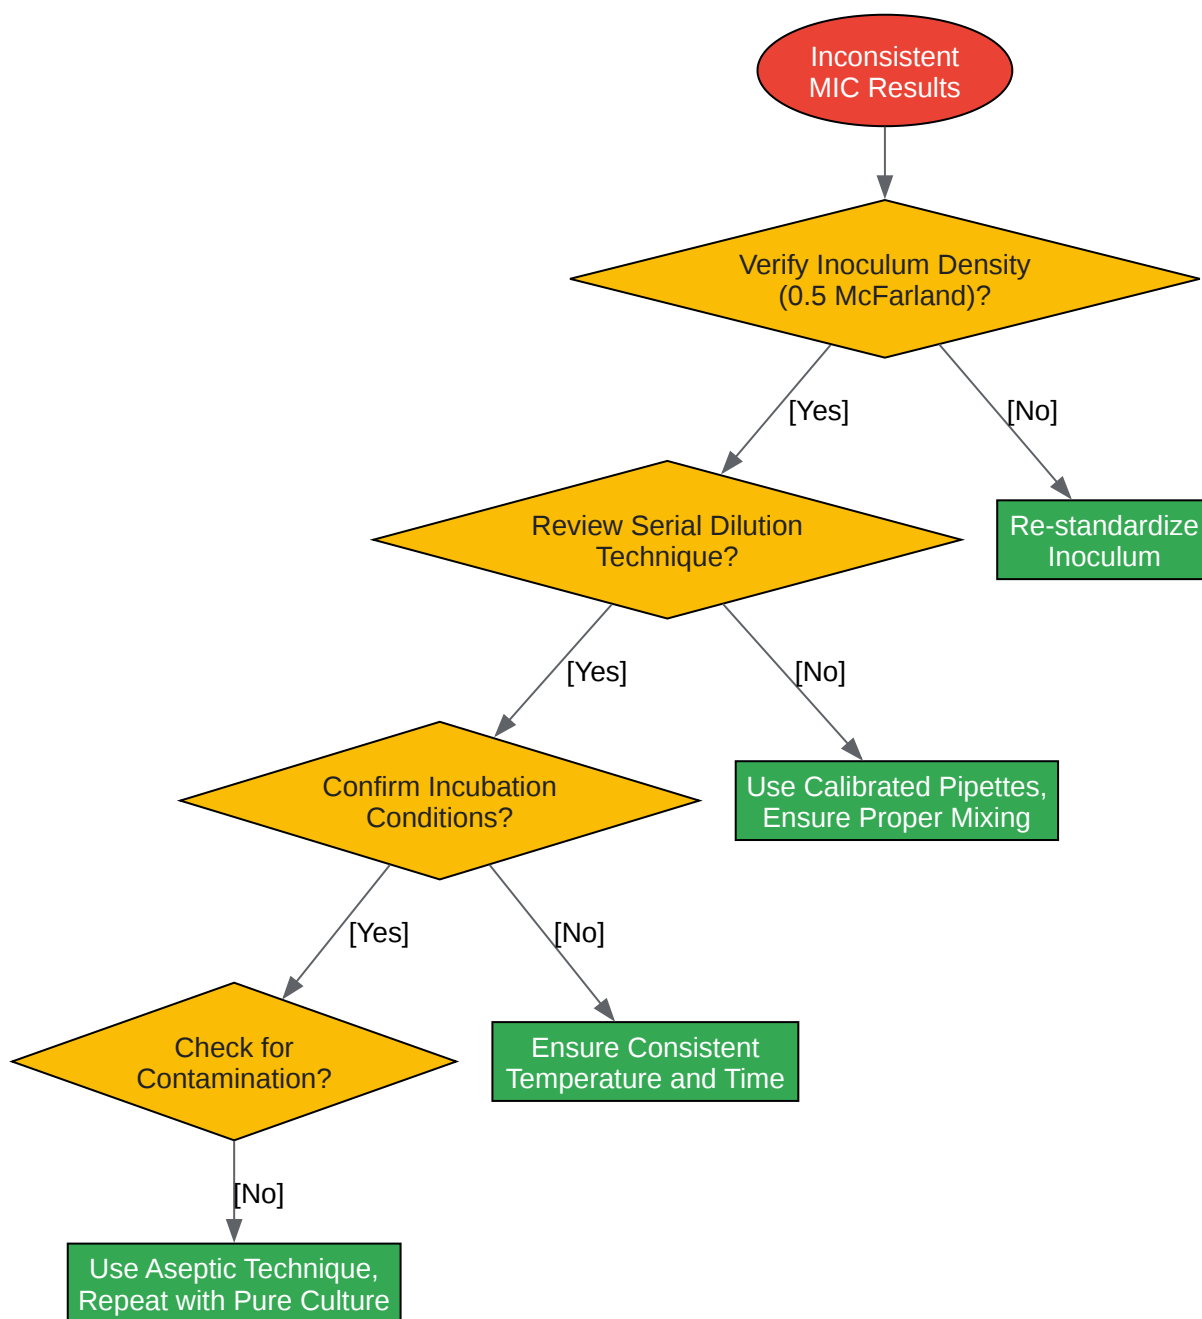 Inconsistent
MIC Results
Verify Inoculum Density
(0.5 McFarland)?
[Yes]
[No]
Review Serial Dilution
Technique?
Re-standardize
Inoculum
[Yes]
[No]
Confirm Incubation
Conditions?
Use Calibrated Pipettes,
Ensure Proper Mixing
[Yes]
[No]
Check for
Contamination?
Ensure Consistent
Temperature and Time
[No]
Use Aseptic Technique,
Repeat with Pure Culture